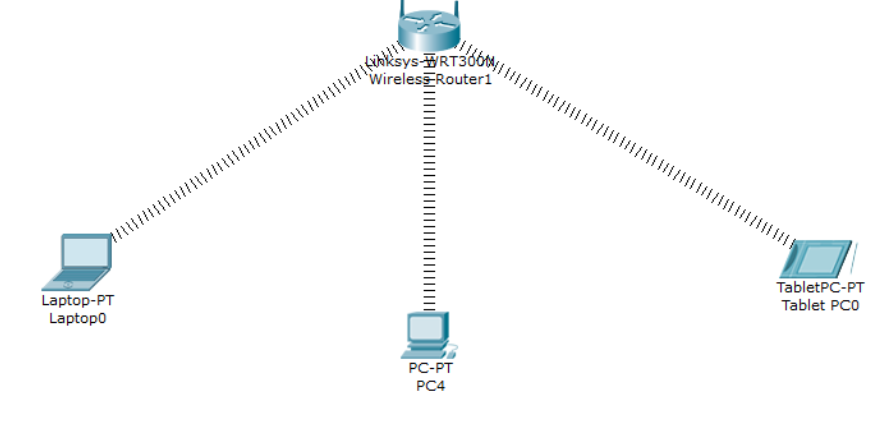 Linksys-WRT300N
Wireless Router1
Laptop-PT
Laptop0
TabletPC-PT
Tablet PC0
PC-PT
PC4